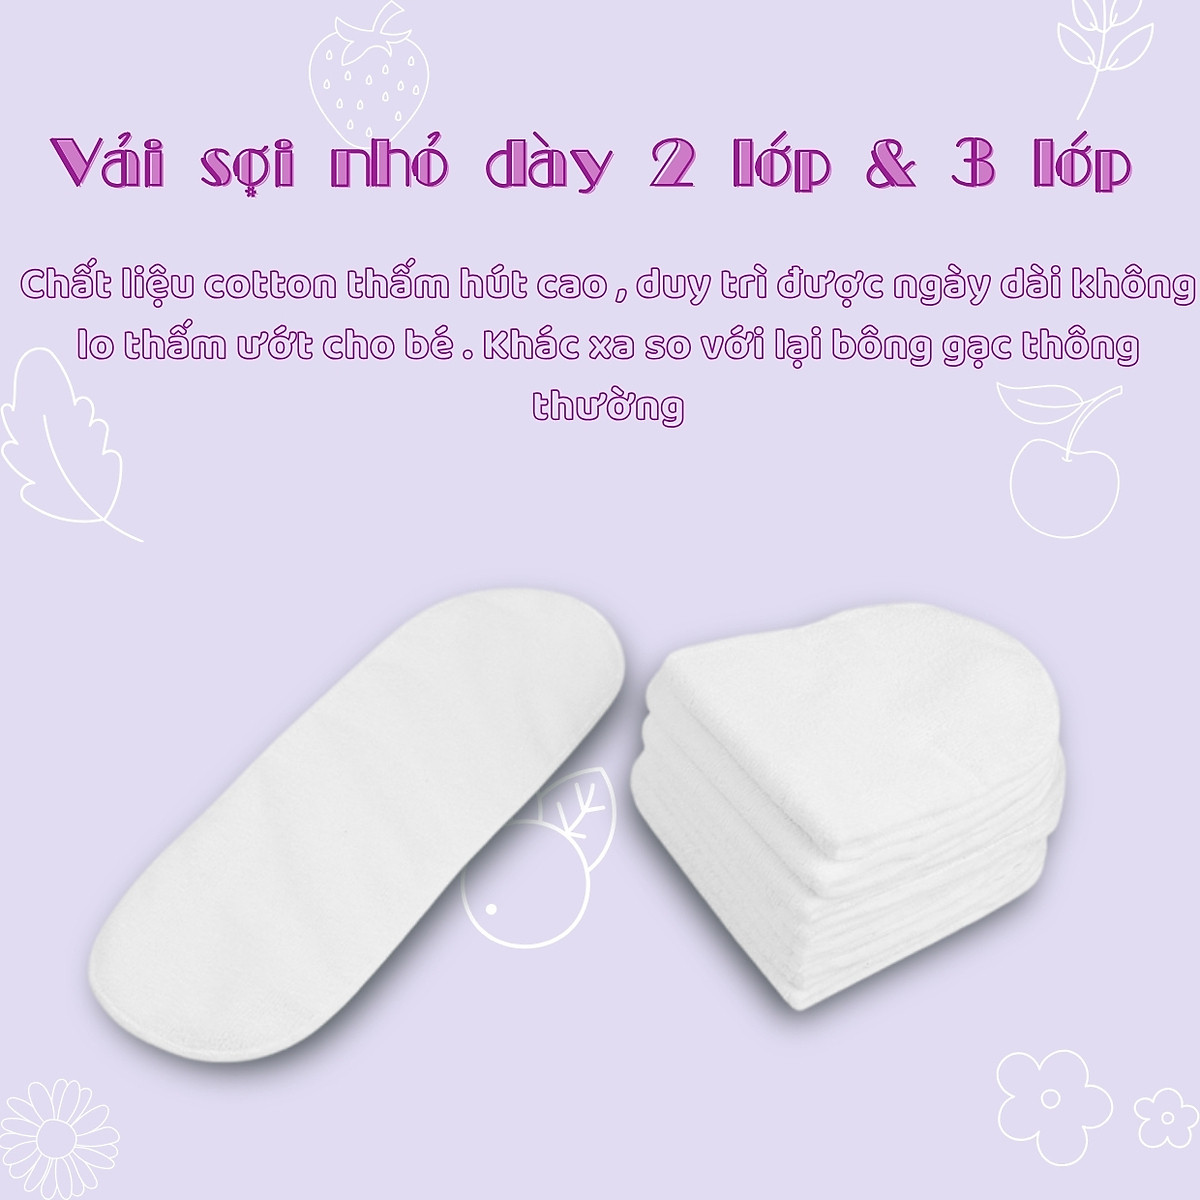 Vải sợi nhỏ dày 2 lớp & 3 lớp
Chất liệu cotton thấm hút cao , duy trì được ngày dài không
lo thấm ướt cho bé . Khác xa so với lại bông gạc thông
thường